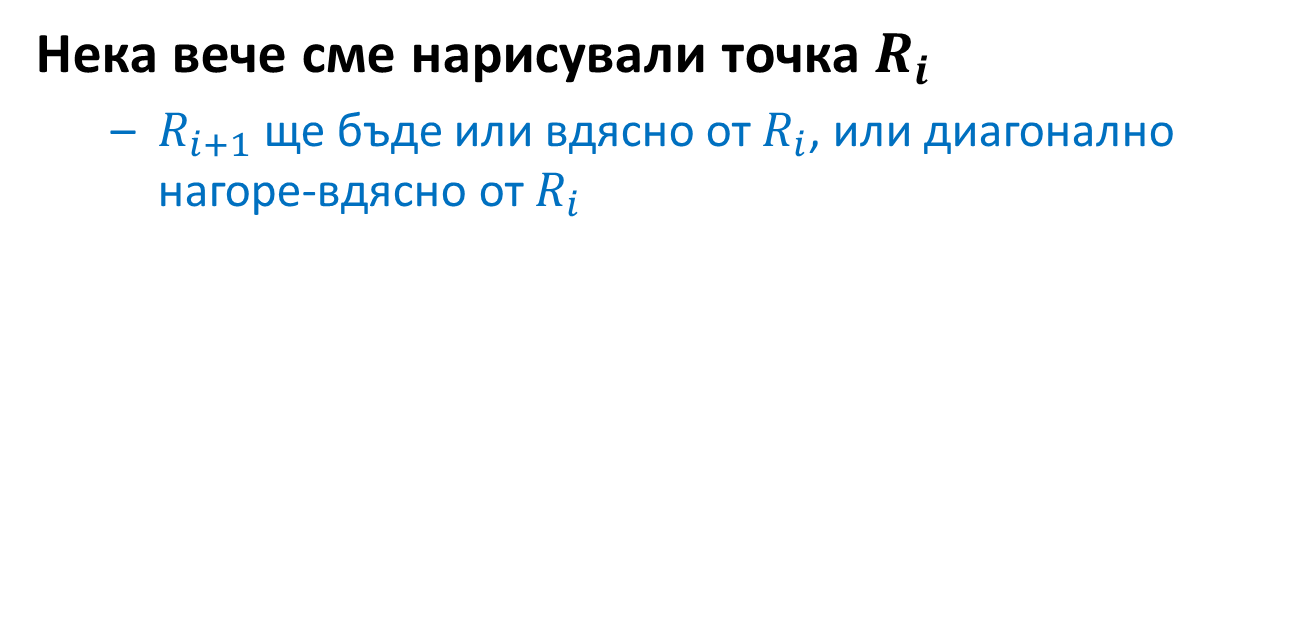 Нека вече сме нарисували точка $R_i$
– $R_{i+1}$ ще бъде или вдясно от $R_i$, или диагонално
нагоре-вдясно от $R_i$